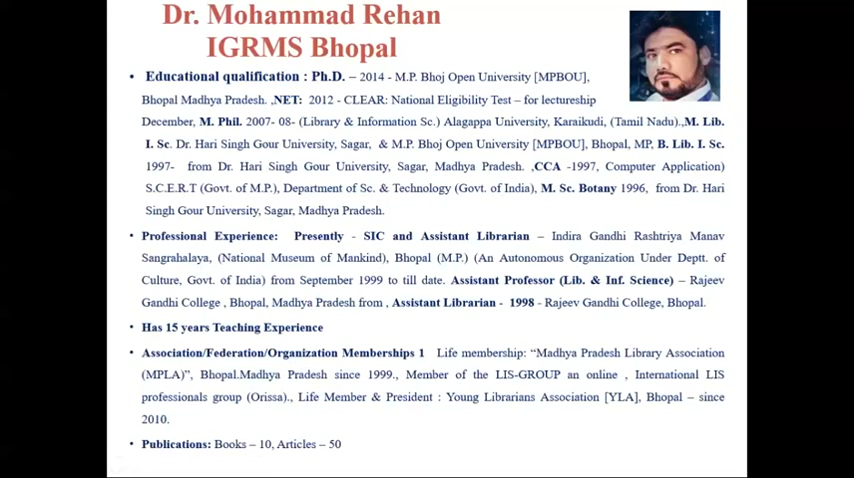 Dr. Mohammad Rehan
IGRMS Bhopal
• Educational qualification : Ph.D. – 2014 - M.P. Bhoj Open University [MPBOU],
Bhopal Madhya Pradesh. ,NET: 2012 - CLEAR: National Eligibility Test – for lectureship
December, M. Phil. 2007- 08- (Library & Information Sc.) Alagappa University, Karaikudi, (Tamil Nadu).,M. Lib.
I. Sc. Dr. Hari Singh Gour University, Sagar, & M.P. Bhoj Open University [MPBOU], Bhopal, MP, B. Lib. I. Sc.
1997- from Dr. Hari Singh Gour University, Sagar, Madhya Pradesh. ,CCA -1997, Computer Application)
S.C.E.R.T (Govt. of M.P.), Department of Sc. & Technology (Govt. of India), M. Sc. Botany 1996, from Dr. Hari
Singh Gour University, Sagar, Madhya Pradesh.
• Professional Experience: Presently - SIC and Assistant Librarian – Indira Gandhi Rashtriya Manav
Sangrahalaya, (National Museum of Mankind), Bhopal (M.P.) (An Autonomous Organization Under Deptt. of
Culture, Govt. of India) from September 1999 to till date. Assistant Professor (Lib. & Inf. Science) – Rajeev
Gandhi College , Bhopal, Madhya Pradesh from , Assistant Librarian - 1998 - Rajeev Gandhi College, Bhopal.
• Has 15 years Teaching Experience
• Association/Federation/Organization Memberships 1 Life membership: “Madhya Pradesh Library Association
(MPLA)”, Bhopal.Madhya Pradesh since 1999., Member of the LIS-GROUP an online , International LIS
professionals group (Orissa)., Life Member & President : Young Librarians Association [YLA], Bhopal – since
2010.
• Publications: Books – 10, Articles – 50